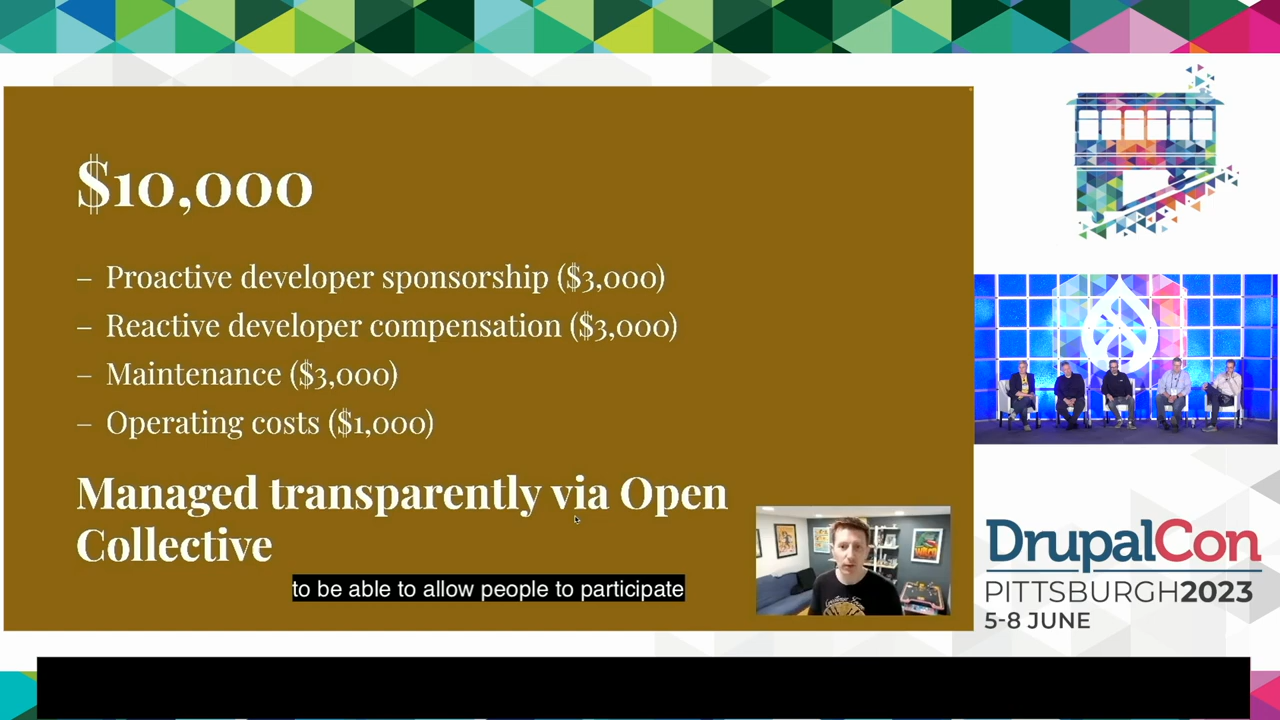 $10,000
– Proactive developer sponsorship ($3,000)
– Reactive developer compensation ($3,000)
– Maintenance ($3,000)
– Operating costs ($1,000)
Managed transparently via Open
Collective
to be able to allow people to participate
DrupalCon
PITTSBURGH2023
5-8 JUNE